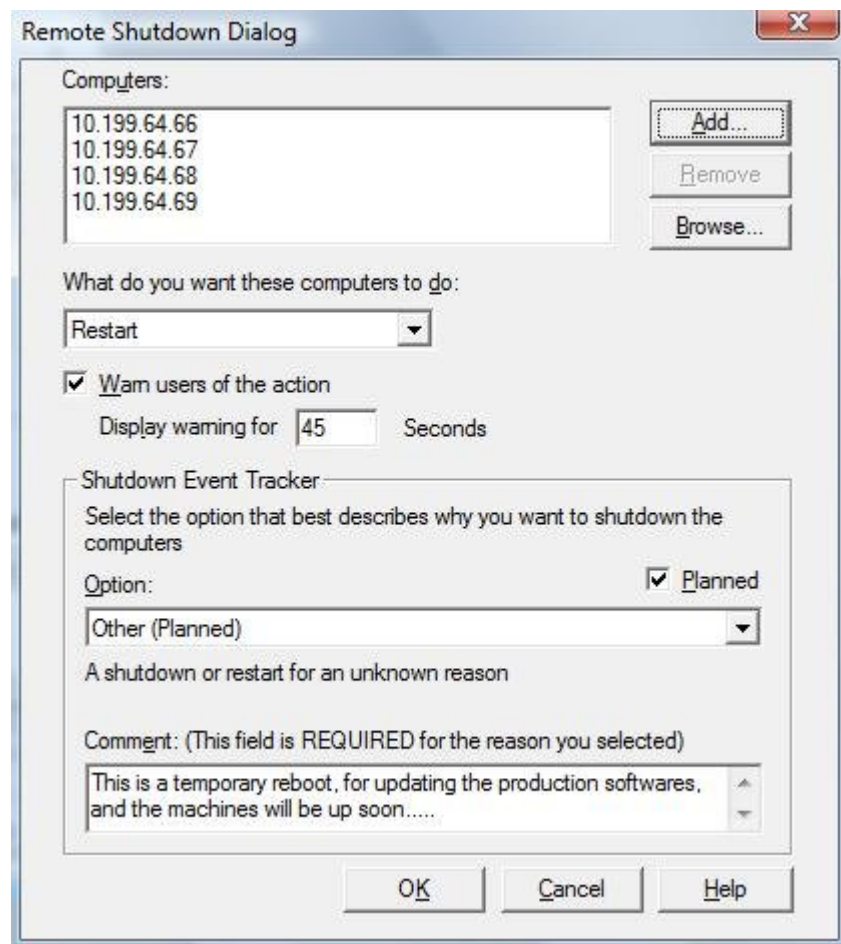 Remote Shutdown Dialog
Computers:
10.199.64.66
10.199.64.67
10.199.64.68
10.199.64.69
Add...
Remove
Browse...
What do you want these computers to do:
Restart
Warn users of the action
Display warning for 45 Seconds
Shutdown Event Tracker
Select the option that best describes why you want to shutdown the
computers
Option:
Planned
Other (Planned)
A shutdown or restart for an unknown reason
Comment: (This field is REQUIRED for the reason you selected)
This is a temporary reboot, for updating the production softwares,
and the machines will be up soon.....
OK Cancel Help